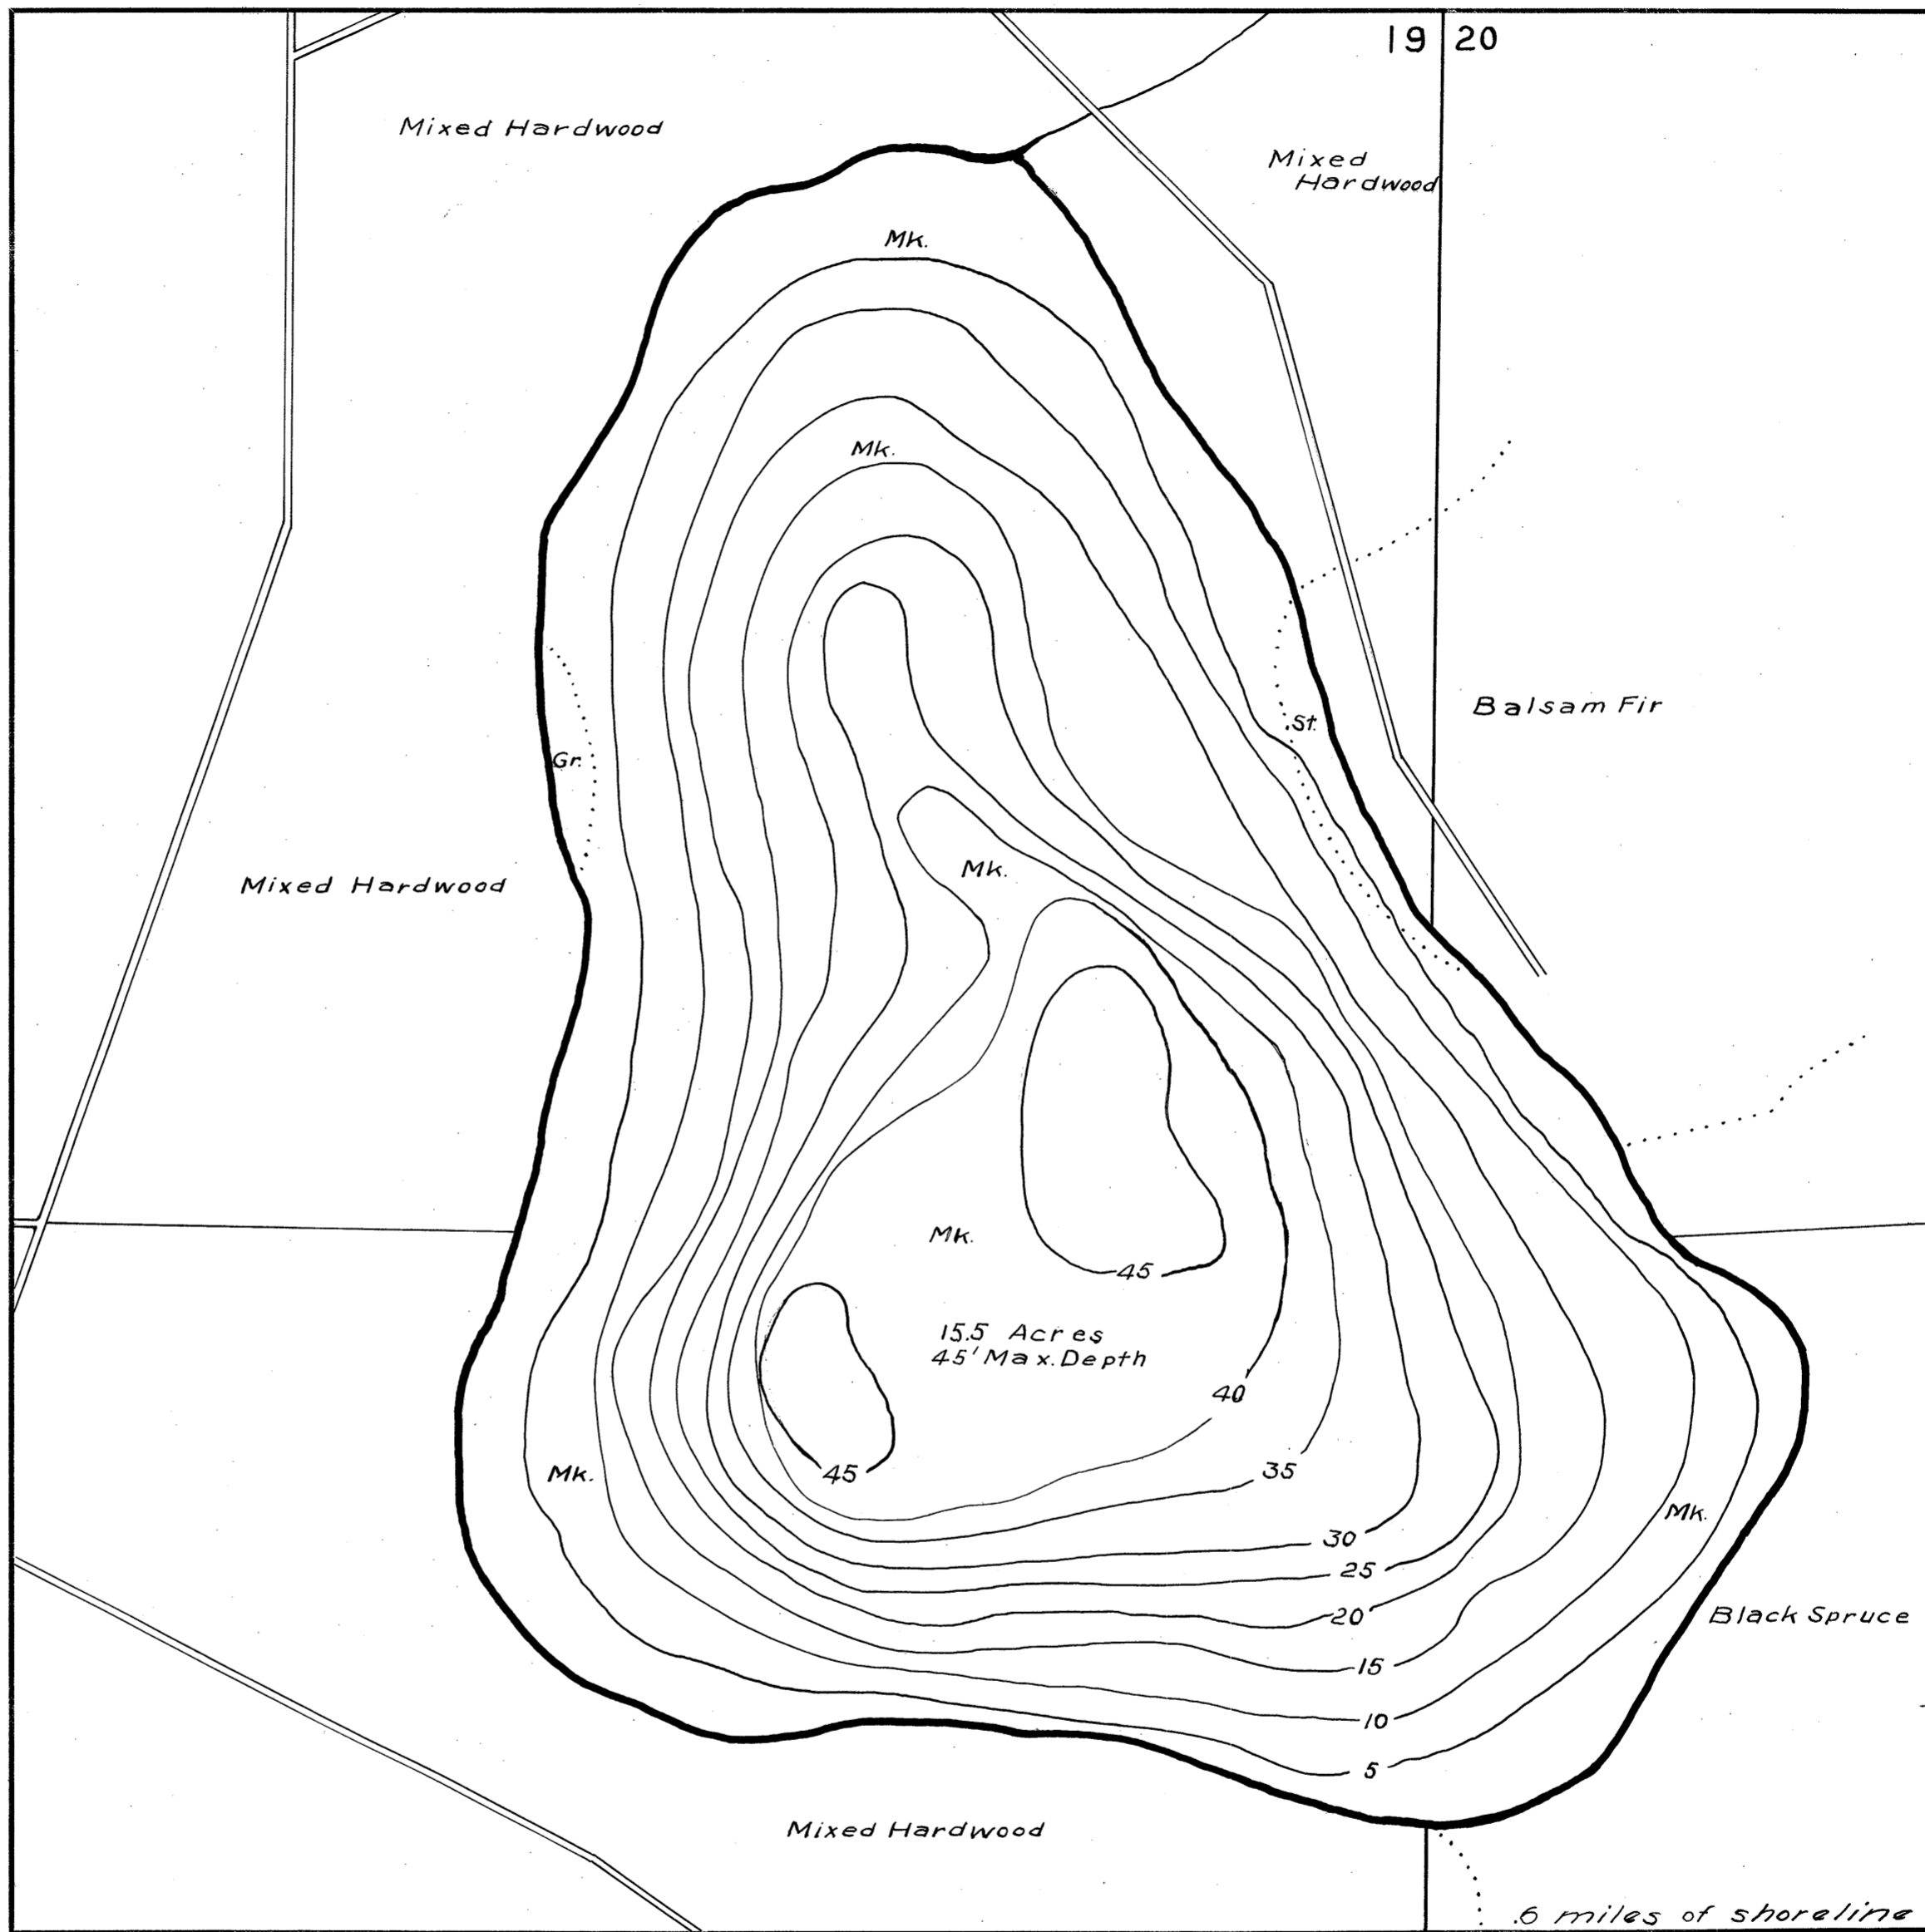 19 20
Mixed Hardwood
Mixed
Hardwood
Mk.
Mk.
Balsam Fir
St.
Gr.
Mk.
Mixed Hardwood
Mk.
45
15.5 Acres
45' Max. Depth
40
45
35
Mk.
Mk.
30
25
20
Black Spruce
15
10
5
Mixed Hardwood
.6 miles of shoreline